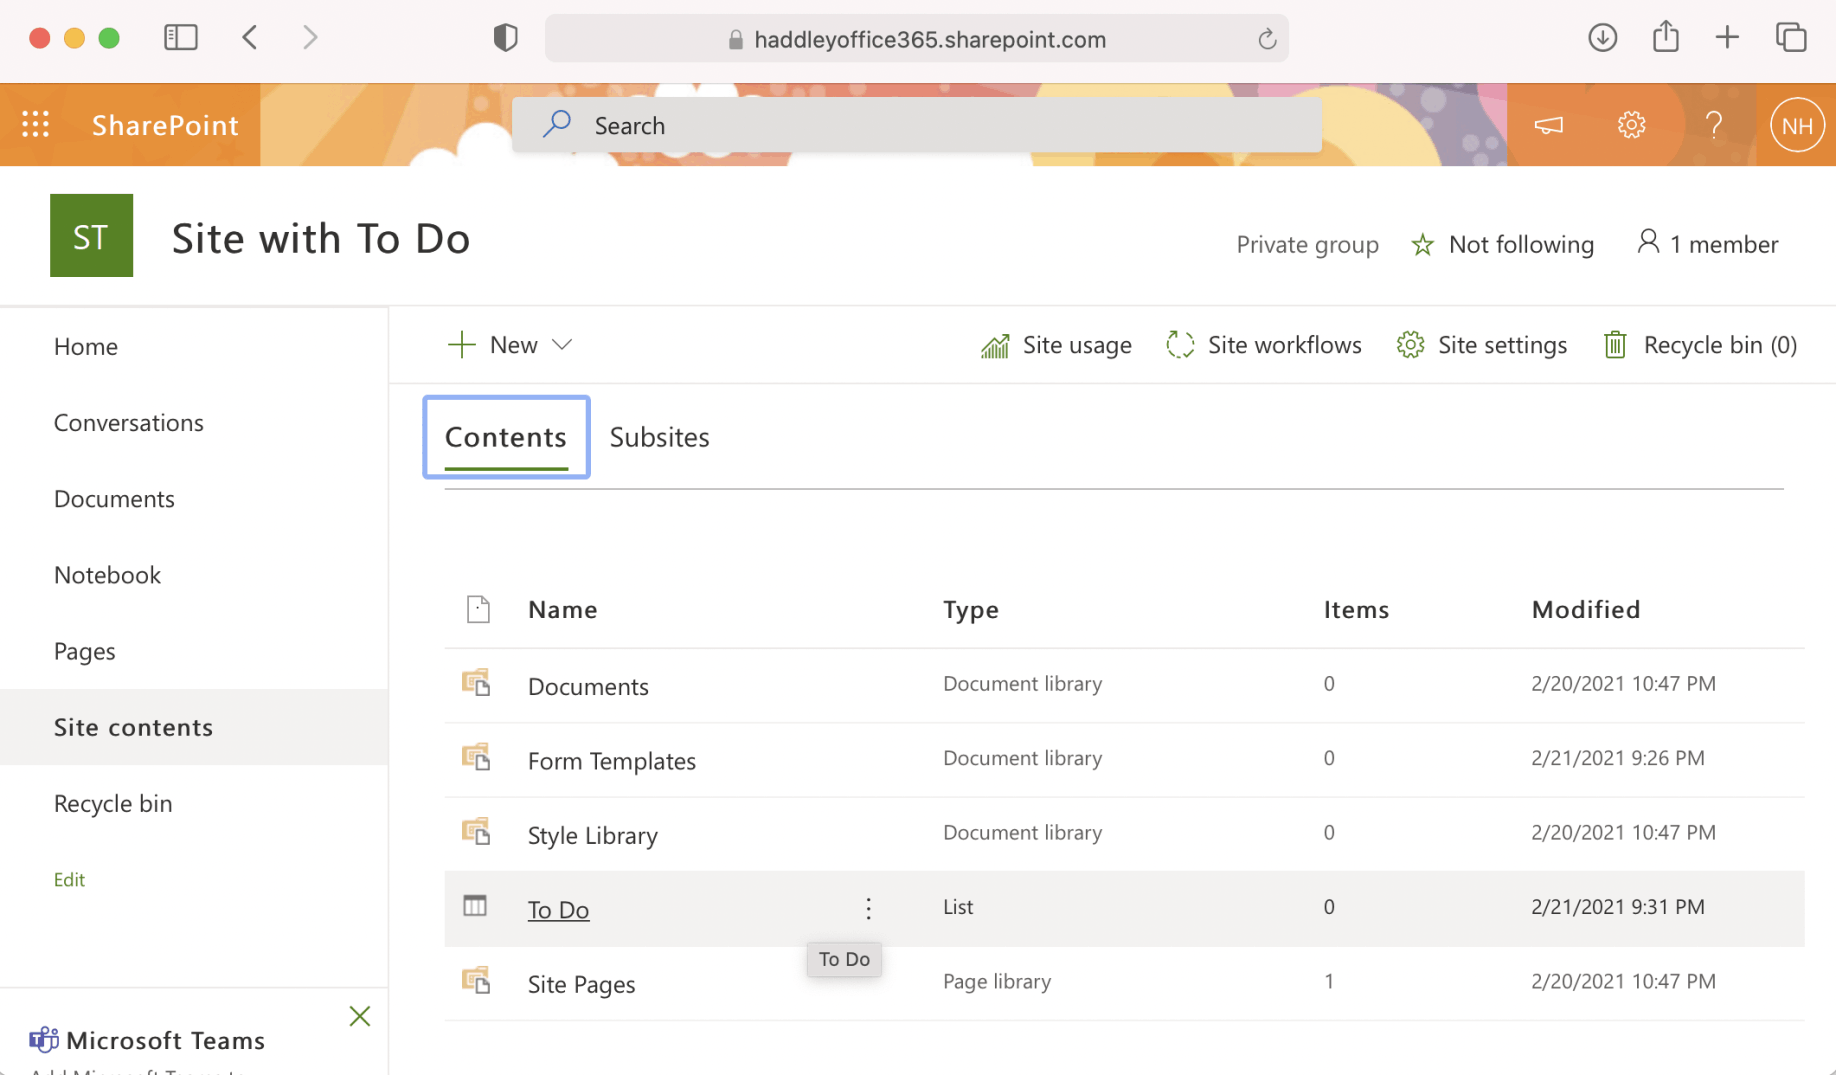 haddleyoffice365.sharepoint.com
SharePoint
Search
NH
ST
Site with To Do
Private group
Not following
1 member
Home
Conversations
Documents
Notebook
Pages
Site contents
Recycle bin
Edit
Microsoft Teams
New
Site usage
Site workflows
Site settings
Recycle bin (0)
Contents
Subsites
Name Type Items Modified
Documents Document library 0 2/20/2021 10:47 PM
Form Templates Document library 0 2/21/2021 9:26 PM
Style Library Document library 0 2/20/2021 10:47 PM
To Do List 0 2/21/2021 9:31 PM
To Do
Site Pages Page library 1 2/20/2021 10:47 PM